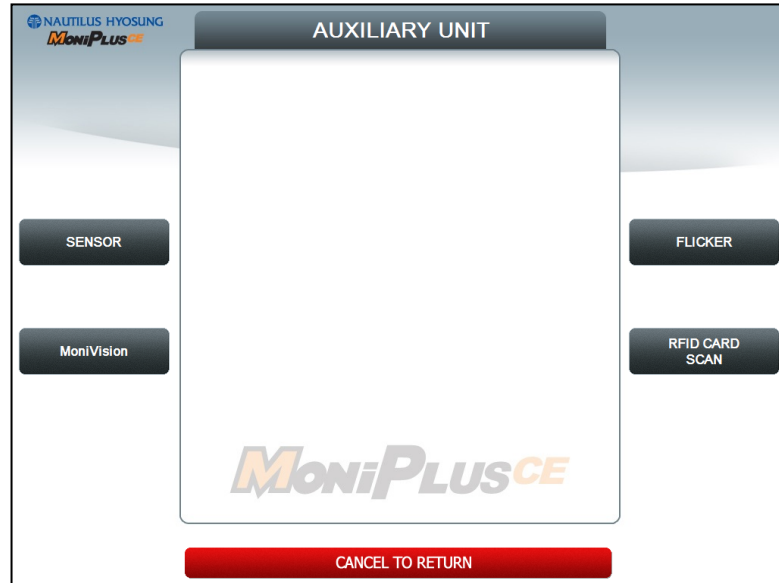 NAUTILUS HYOSUNG
MoniPlusCE
AUXILIARY UNIT
SENSOR
FLICKER
MoniVision
RFID CARD
SCAN
MoniPlusCE
CANCEL TO RETURN